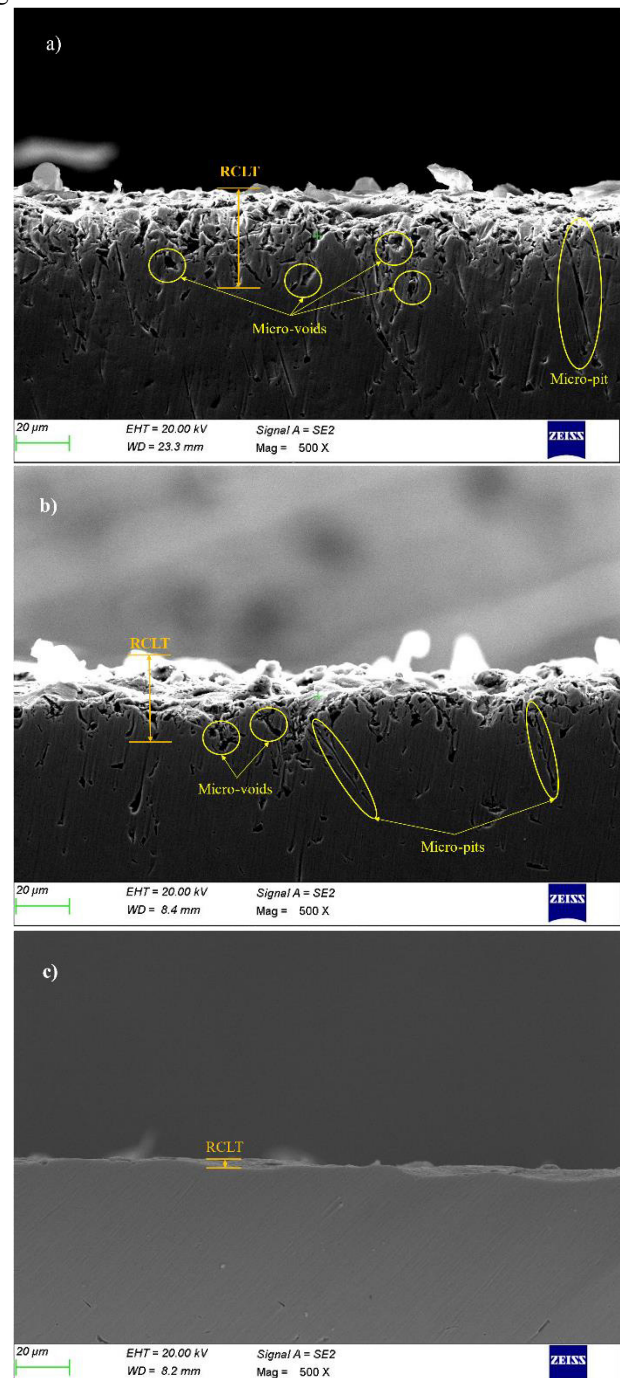 a)
RCLT
Micro-voids
Micro-pit
20 µm
EHT = 20.00 kV
Signal A = SE2
WD = 23.3 mm
Mag = 500 X
ZEISS
b)
RCLT
Micro-voids
Micro-pits
20 µm
EHT = 20.00 kV
Signal A = SE2
WD = 8.4 mm
Mag = 500 X
ZEISS
c)
RCLT
20 µm
EHT = 20.00 kV
Signal A = SE2
WD = 8.2 mm
Mag = 500 X
ZEISS